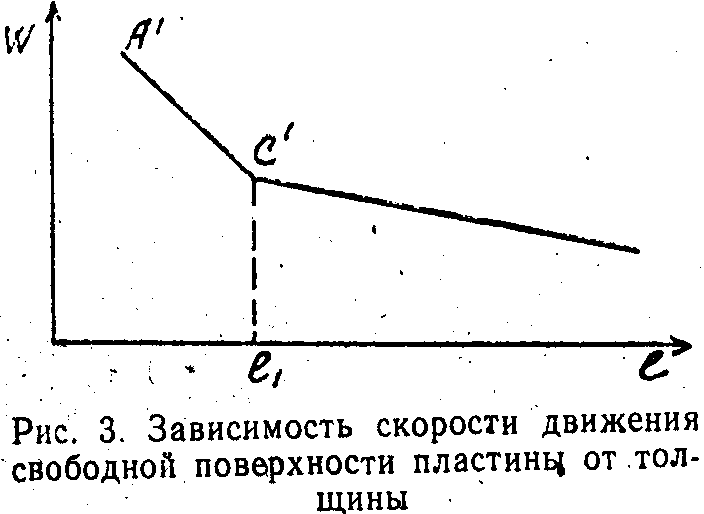 W
A'
C'
e₁
e
Рис. 3. Зависимость скорости движения
свободной поверхности пластины от тол-
щины